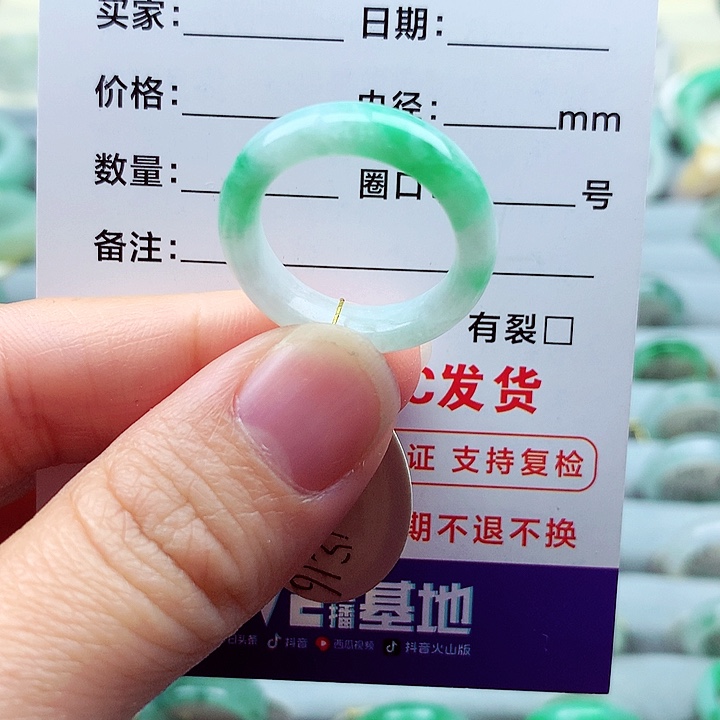 买家: 日期:
价格: 内径: mm
数量: 圈口 号
备注:
有裂□
C发货
证 支持复检
期不退不换
播基地
抖音 西瓜视频 抖音火山版